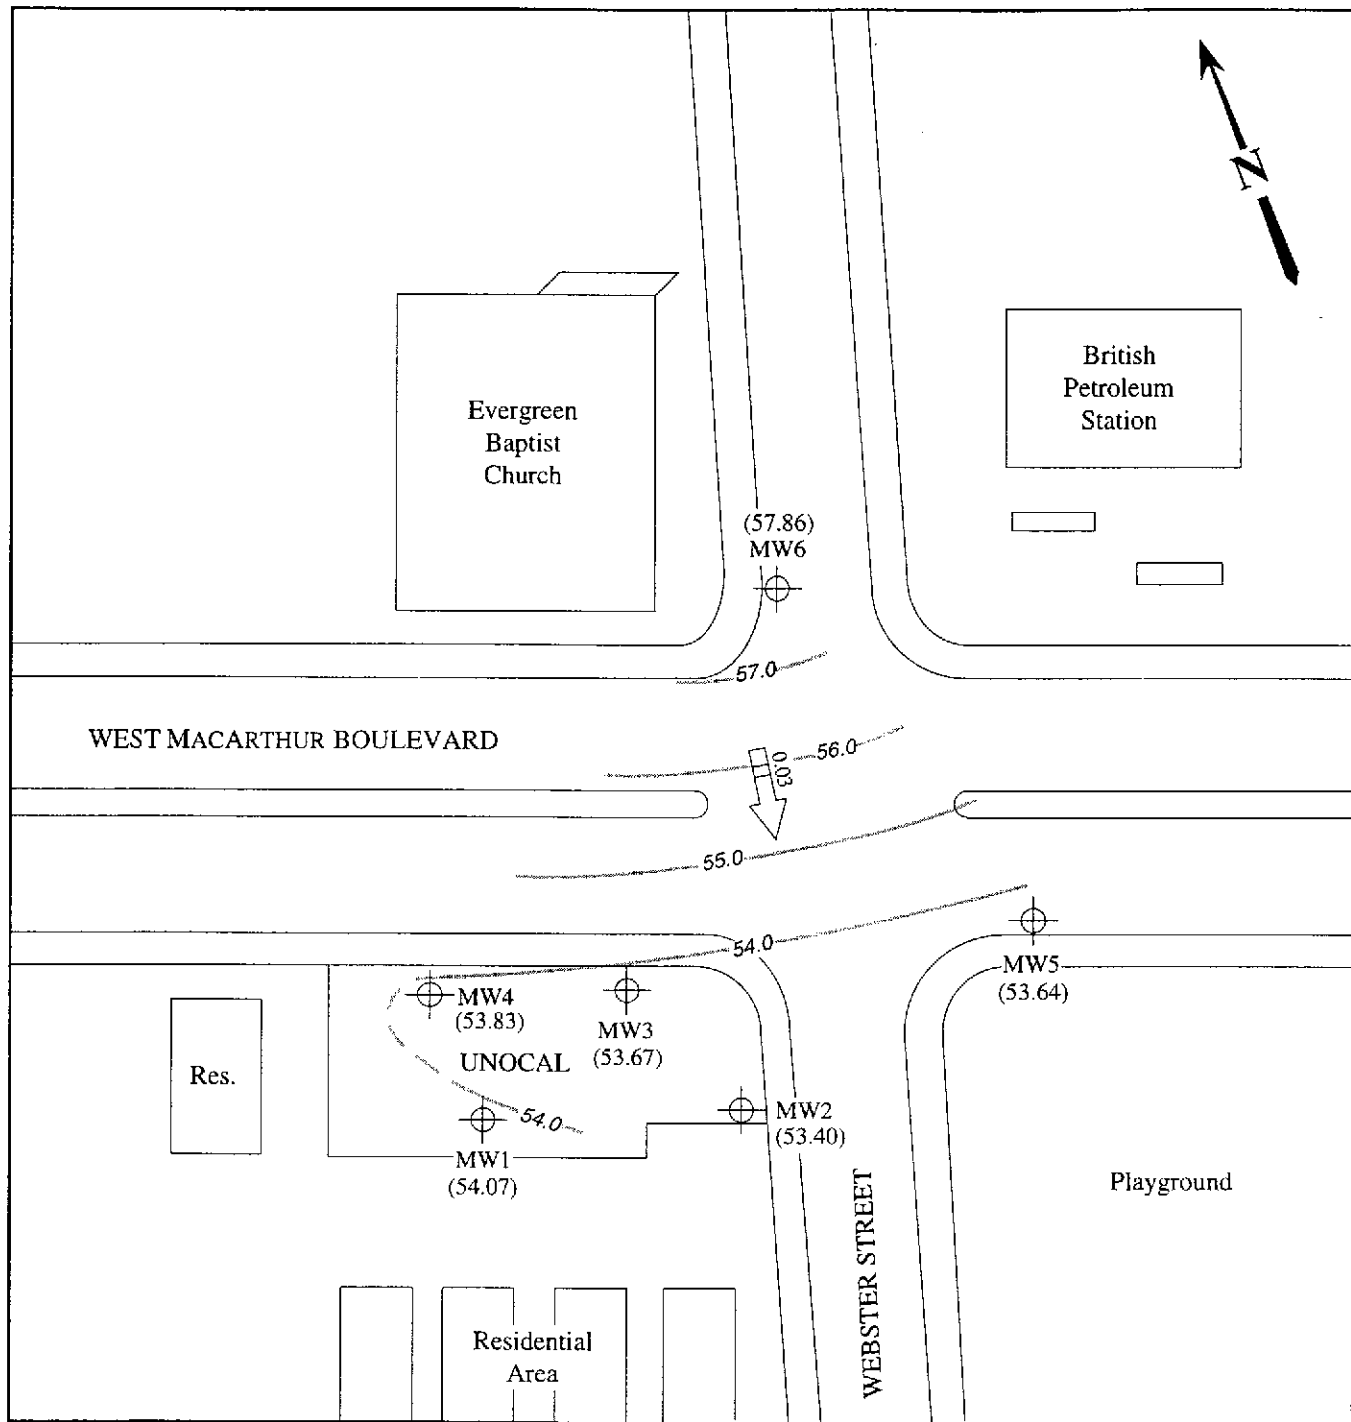 N
British
Petroleum
Station
Evergreen
Baptist
Church
(57.86)
MW6
57.0
WEST MACARTHUR BOULEVARD
56.0
0.03
55.0
54.0
MW5
(53.64)
MW4
(53.83)
MW3
(53.67)
UNOCAL
Res.
54.0
MW2
(53.40)
MW1
(54.07)
Playground
WEBSTER STREET
Residential
Area